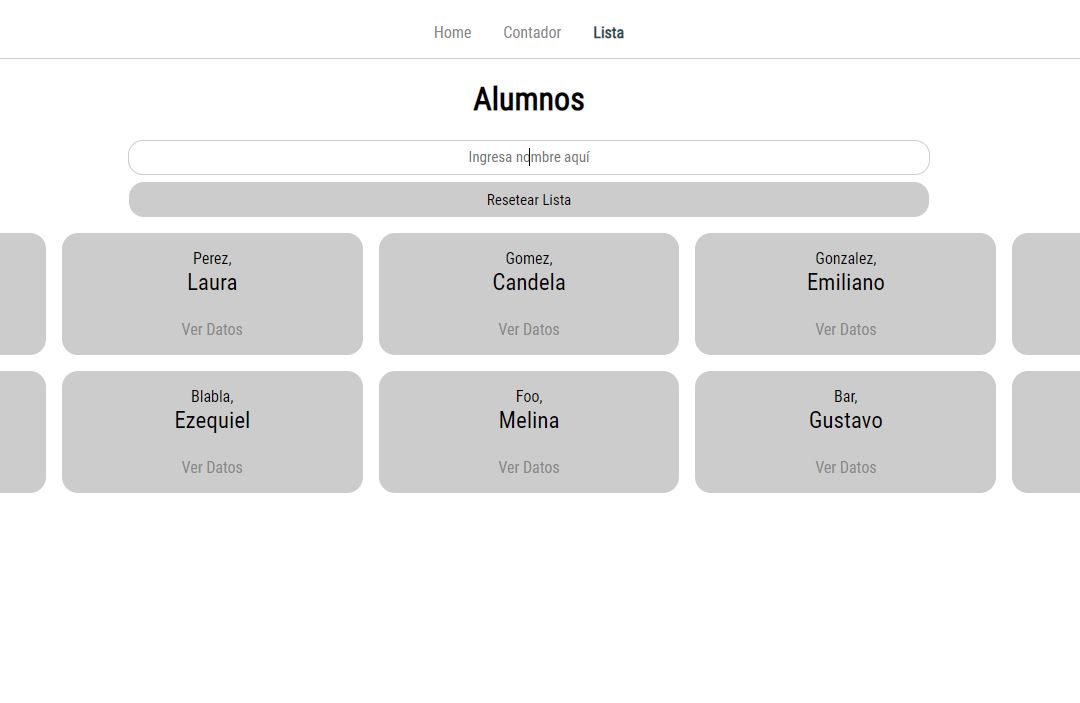 Home Contador Lista
Alumnos
Ingresa nombre aquí
Resetear Lista
Perez, Gomez, Gonzalez,
Laura Candela Emiliano
Ver Datos Ver Datos Ver Datos
Blabla, Foo, Bar,
Ezequiel Melina Gustavo
Ver Datos Ver Datos Ver Datos